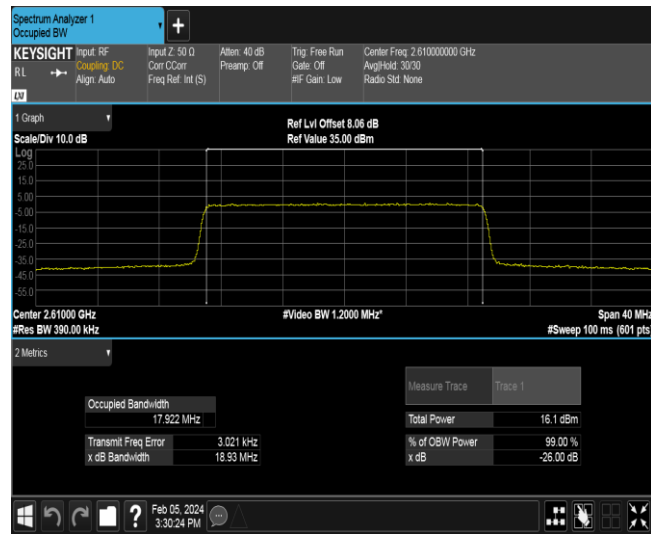 Spectrum Analyzer 1
Occupied BW
+
KEYSIGHT Input: RF Input Z: 50 Ω Atten: 40 dB Trig: Free Run Center Freq: 2.610000000 GHz
RL Coupling: DC Corr CCorr Preamp: Off Gate: Off Avg|Hold: 30/30
Align: Auto Freq Ref: Int (S) #IF Gain: Low Radio Std: None
LXI
1 Graph
Ref Lvl Offset 8.06 dB
Scale/Div 10.0 dB Ref Value 35.00 dBm
Log
25.0
15.0
5.00
-5.00
-15.0
-25.0
-35.0
-45.0
-55.0
Center 2.61000 GHz #Video BW 1.2000 MHz* Span 40 MHz
#Res BW 390.00 kHz #Sweep 100 ms (601 pts)
2 Metrics
Measure Trace Trace 1
Occupied Bandwidth
17.922 MHz
Total Power 16.1 dBm
Transmit Freq Error 3.021 kHz % of OBW Power 99.00 %
x dB Bandwidth 18.93 MHz x dB -26.00 dB
? Feb 05, 2024
3:30:24 PM